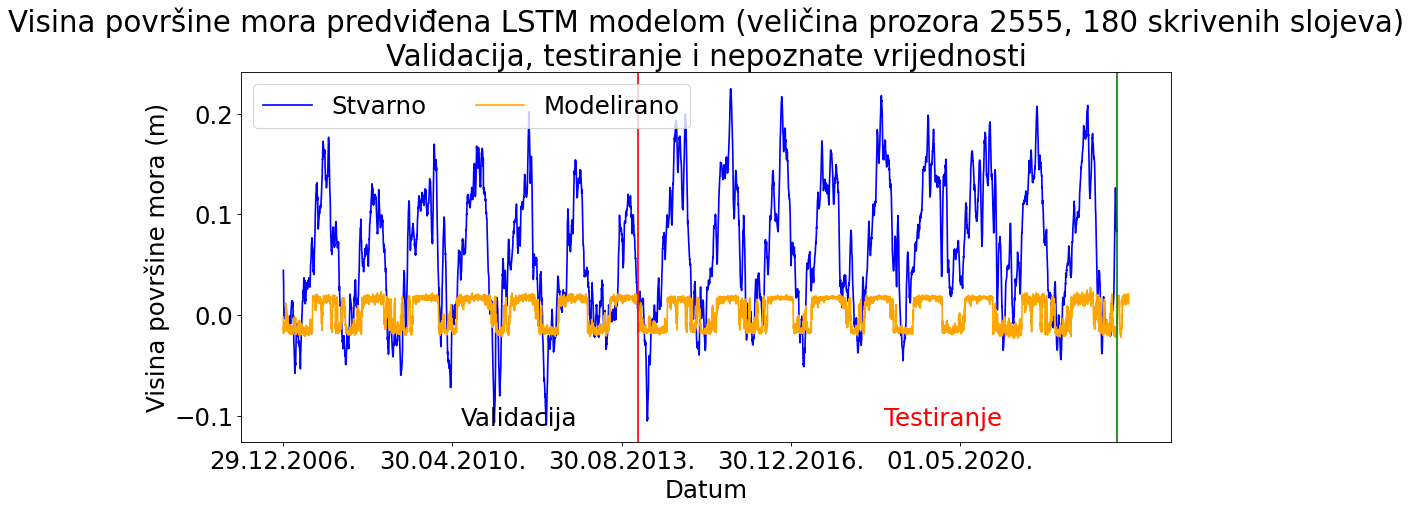 Visina površine mora predviđena LSTM modelom (veličina prozora 2555, 180 skrivenih slojeva)
Validacija, testiranje i nepoznate vrijednosti
Stvarno
Modelirano
Visina površine mora (m)
0.2
0.1
0.0
−0.1
Validacija
Testiranje
29.12.2006.
30.04.2010.
30.08.2013.
30.12.2016.
01.05.2020.
Datum